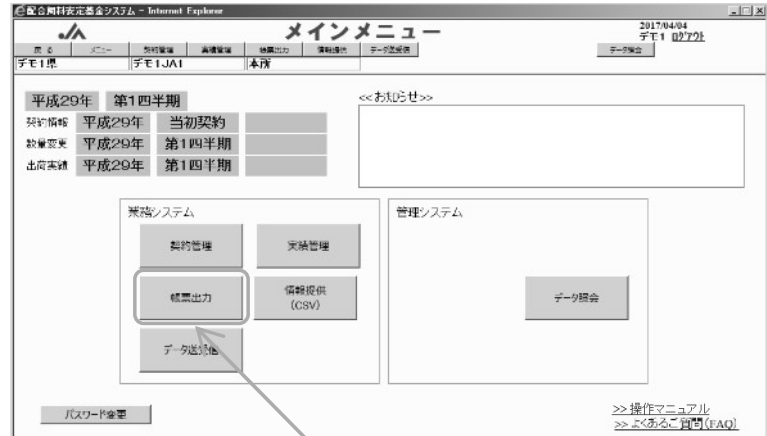 配合飼料安定基金システム - Internet Explorer
JA
メインメニュー
2017/04/04
デモ1 ログアウト
戻る メニュー 契約管理 実績管理 帳票出力 情報提供 データ送受信 データ照会
デモ1県 デモ1JA1 本所
平成29年 第1四半期
<<お知らせ>>
契約情報 平成29年 当初契約
数量変更 平成29年 第1四半期
出荷実績 平成29年 第1四半期
業務システム
管理システム
契約管理 実績管理
帳票出力 情報提供
(CSV)
データ照会
データ送受信
パスワード変更
>> 操作マニュアル
>> よくあるご質問(FAQ)